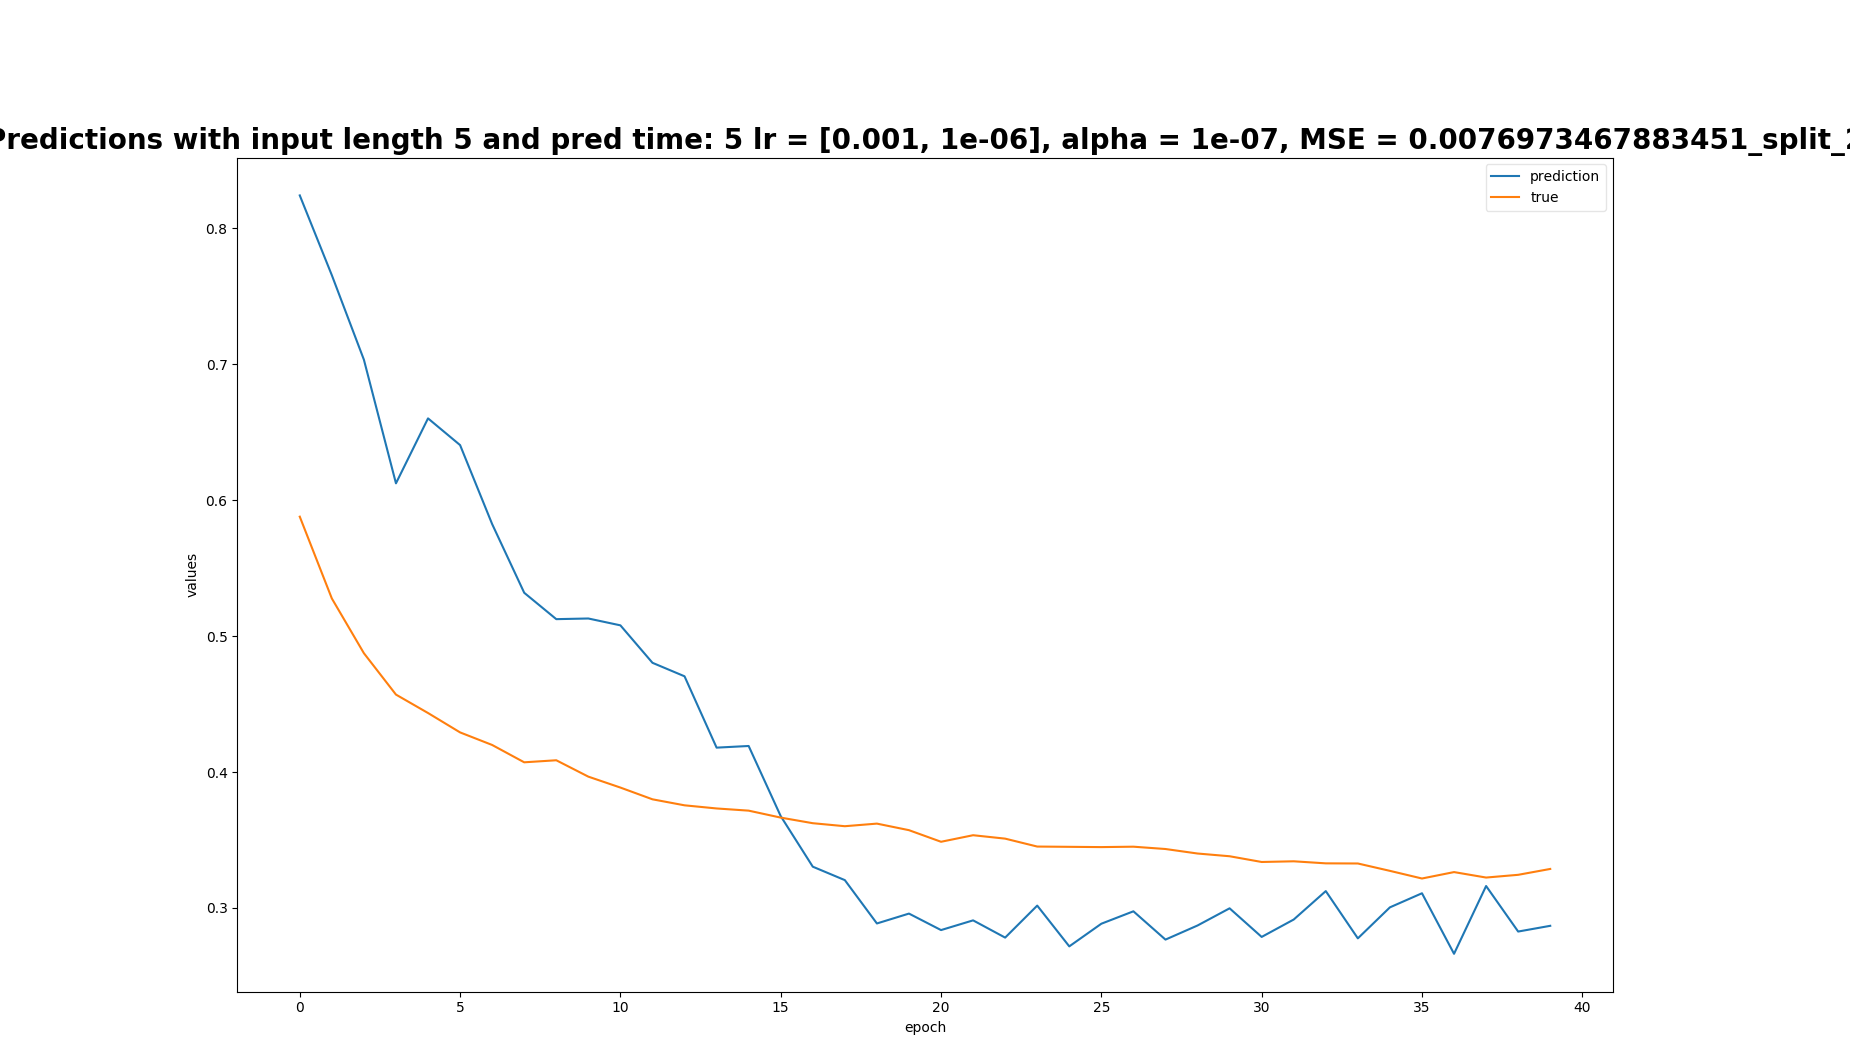 Predictions with input length 5 and pred time: 5 lr = [0.001, 1e-06], alpha = 1e-07, MSE = 0.0076973467883451_split_2
prediction
true
0.8
0.7
0.6
0.5
0.4
0.3
values
0 5 10 15 20 25 30 35 40
epoch